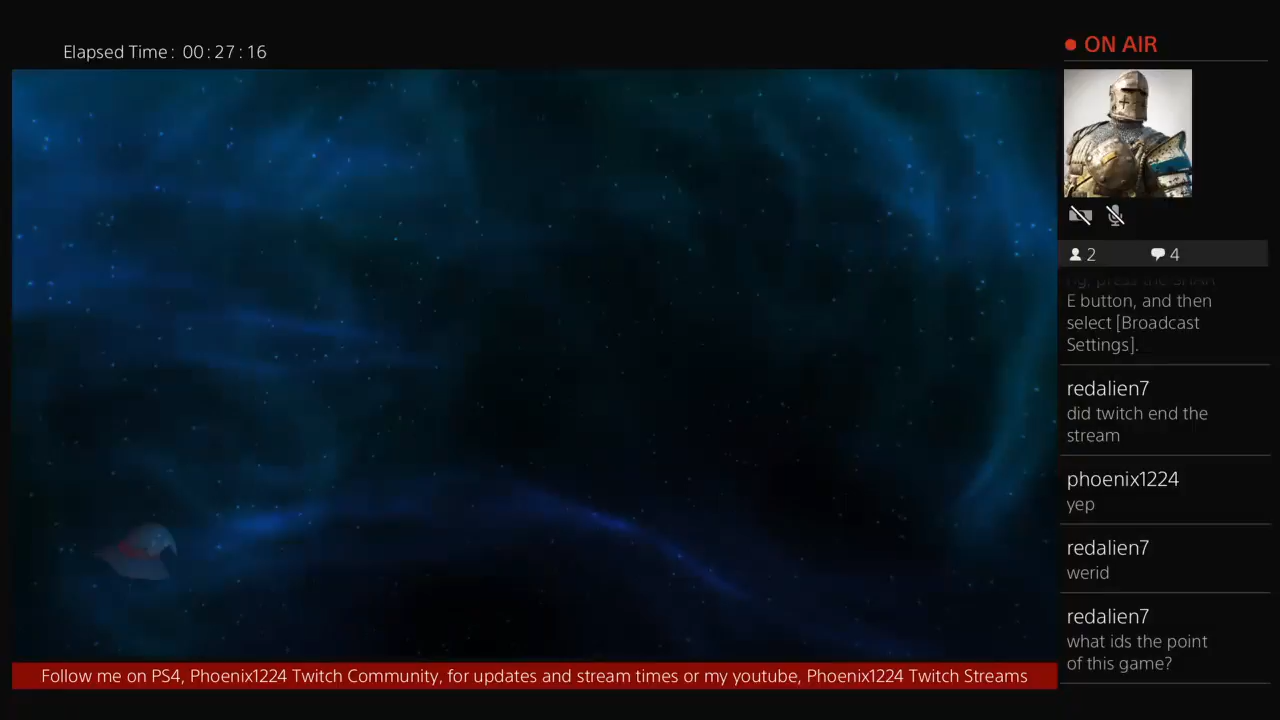 Elapsed Time: 00:27:16
ON AIR
2
4
E button, and then
select [Broadcast
Settings].
redalien7
did twitch end the
stream
phoenix1224
yep
redalien7
werid
redalien7
what ids the point
of this game?
Follow me on PS4, Phoenix1224 Twitch Community, for updates and stream times or my youtube, Phoenix1224 Twitch Streams